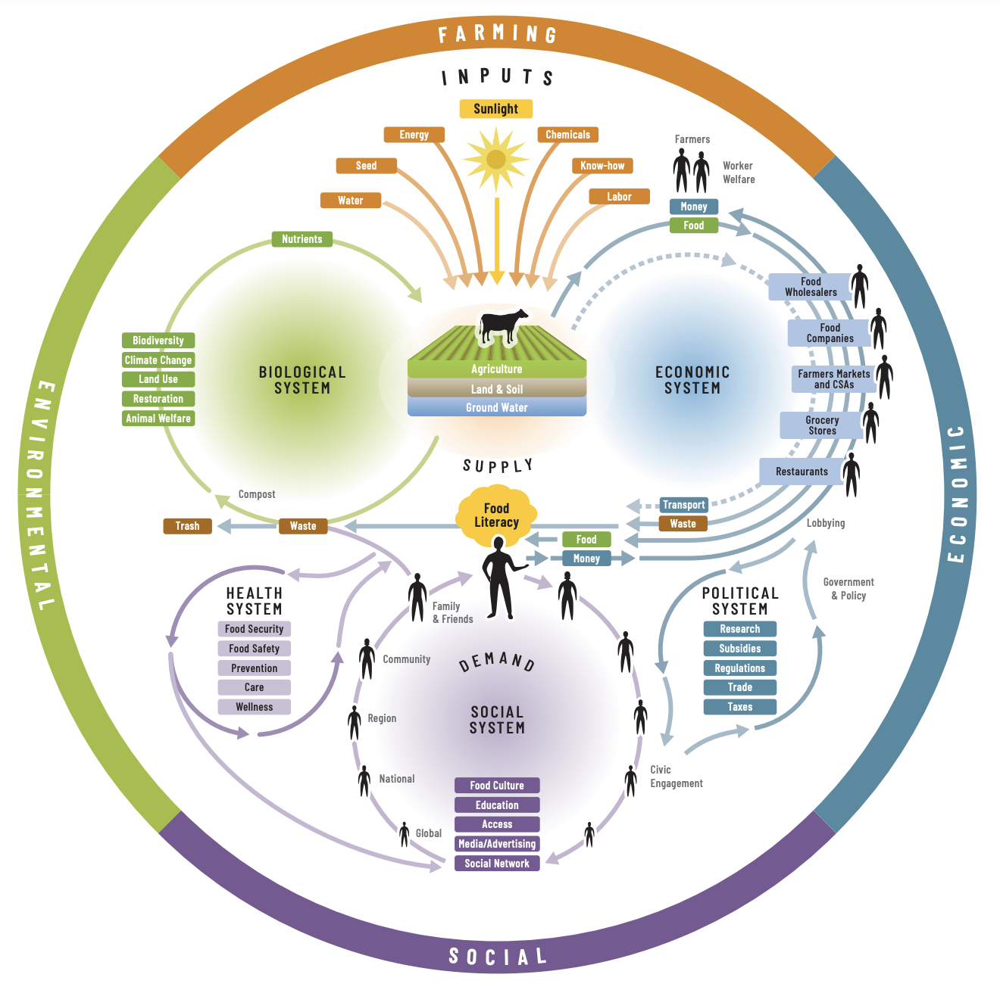 FARMING
INPUTS
Sunlight
Energy
Chemicals
Seed
Know-how
Water
Labor
Farmers
Worker
Welfare
Money
Food
Nutrients
Food
Wholesalers
Food
Companies
Farmers Markets
and CSAs
Grocery
Stores
Restaurants
Biodiversity
Climate Change
Land Use
Restoration
Animal Welfare
BIOLOGICAL
SYSTEM
Agriculture
Land & Soil
Ground Water
ECONOMIC
SYSTEM
ENVIRONMENTAL
ECONOMIC
SUPPLY
Compost
Trash
Waste
Food
Literacy
Transport
Waste
Food
Money
Lobbying
HEALTH
SYSTEM
Food Security
Food Safety
Prevention
Care
Wellness
Family
& Friends
Community
Region
National
Global
DEMAND
SOCIAL
SYSTEM
Food Culture
Education
Access
Media/Advertising
Social Network
POLITICAL
SYSTEM
Research
Subsidies
Regulations
Trade
Taxes
Government
& Policy
Civic
Engagement
SOCIAL